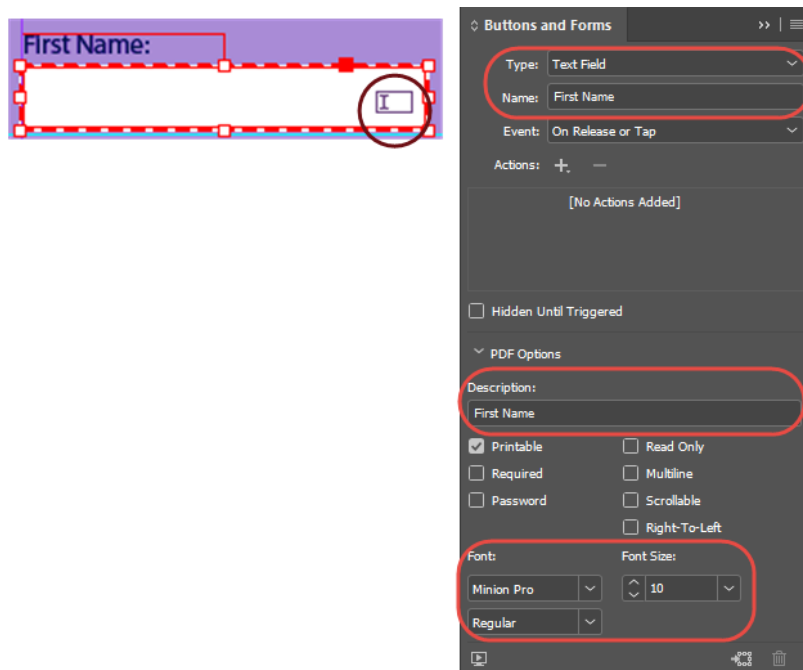 First Name:
Buttons and Forms
Type: Text Field
Name: First Name
Event: On Release or Tap
Actions:
[No Actions Added]
Hidden Until Triggered
PDF Options
Description:
First Name
Printable Read Only
Required Multiline
Password Scrollable
Right-To-Left
Font: Font Size:
Minion Pro 10
Regular